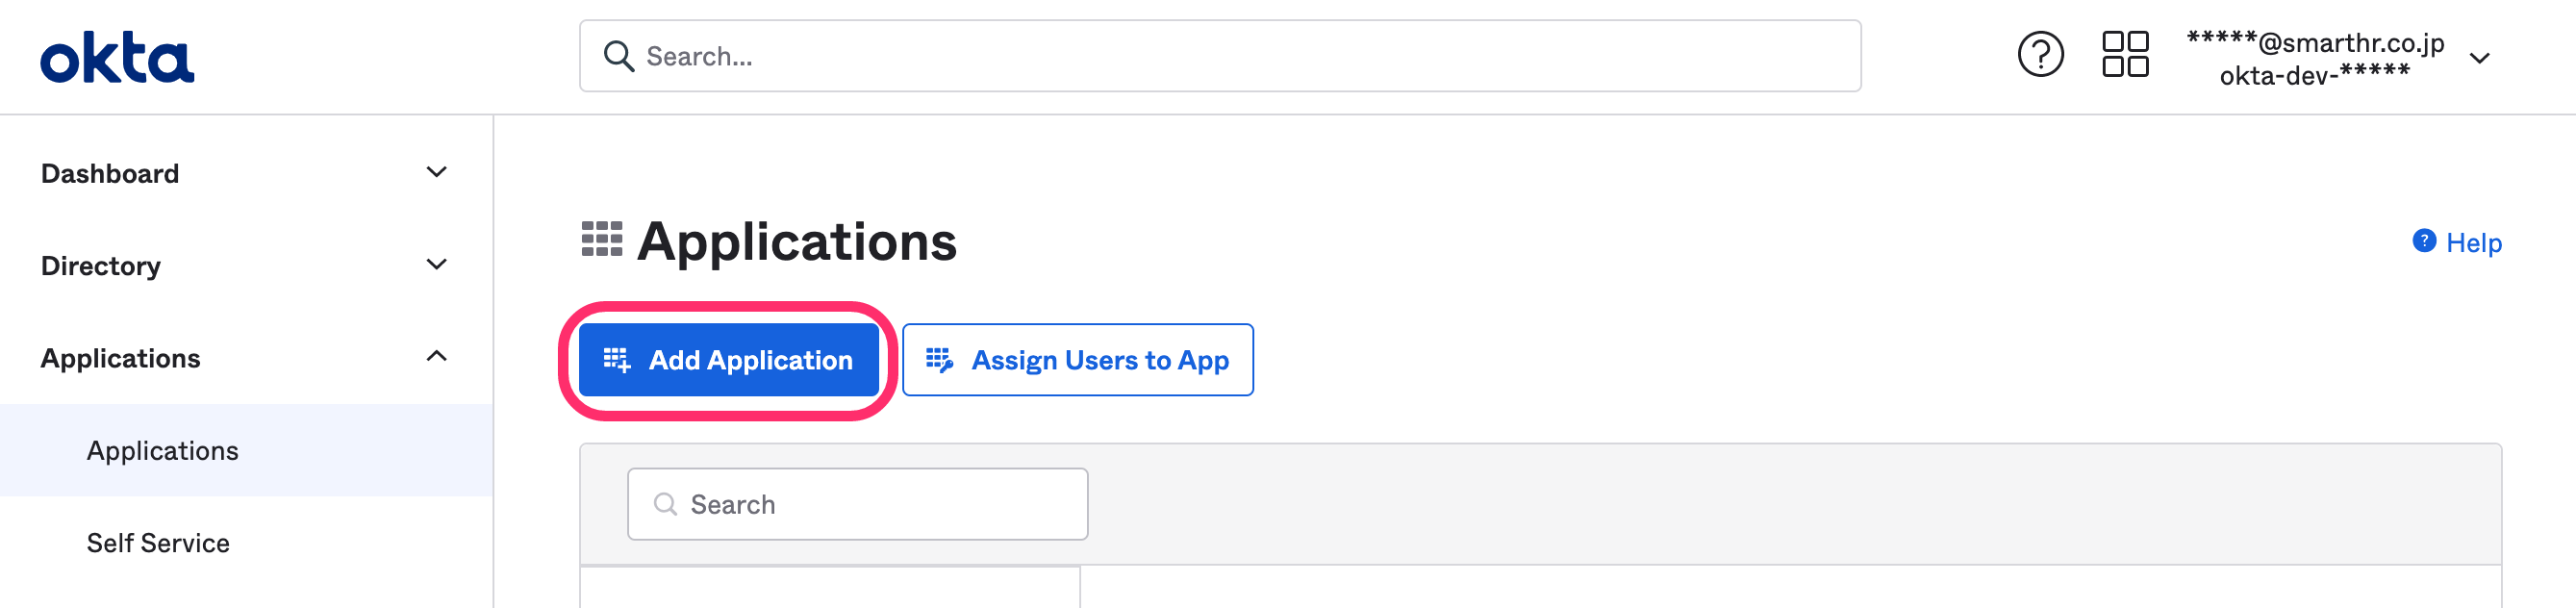 okta
Search...
*****@smarthr.co.jp
okta-dev-*****
Dashboard
Directory
Applications
Applications
Self Service
Applications
Help
Add Application
Assign Users to App
Search